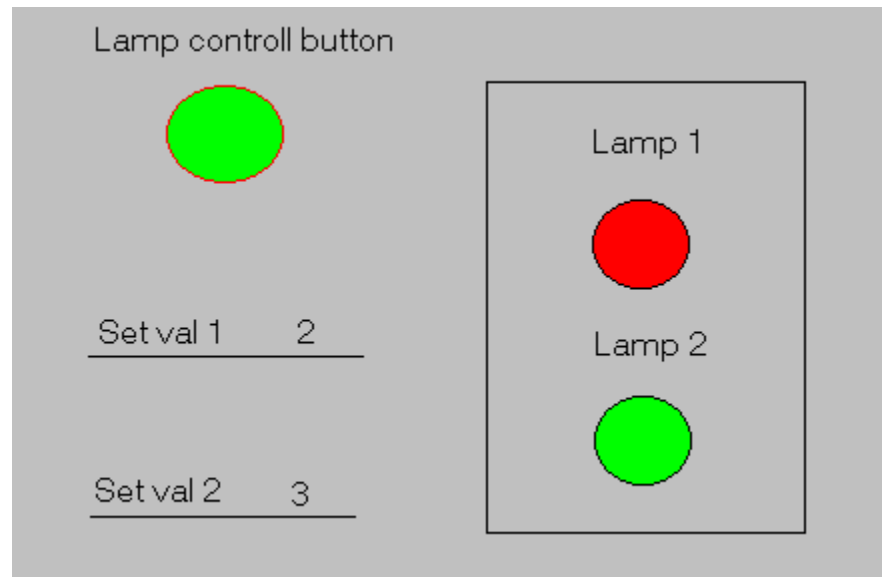 Lamp controll button
Lamp 1
Set val 1 2
Lamp 2
Set val 2 3